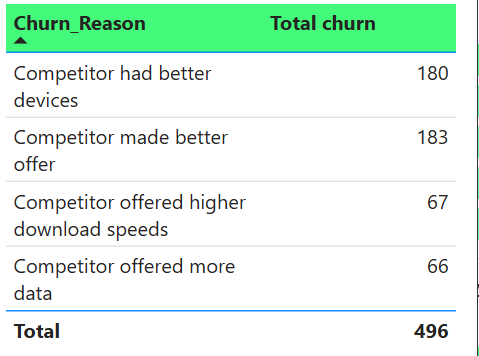 Churn_Reason Total churn
Competitor had better 180
devices
Competitor made better 183
offer
Competitor offered higher 67
download speeds
Competitor offered more 66
data
Total 496